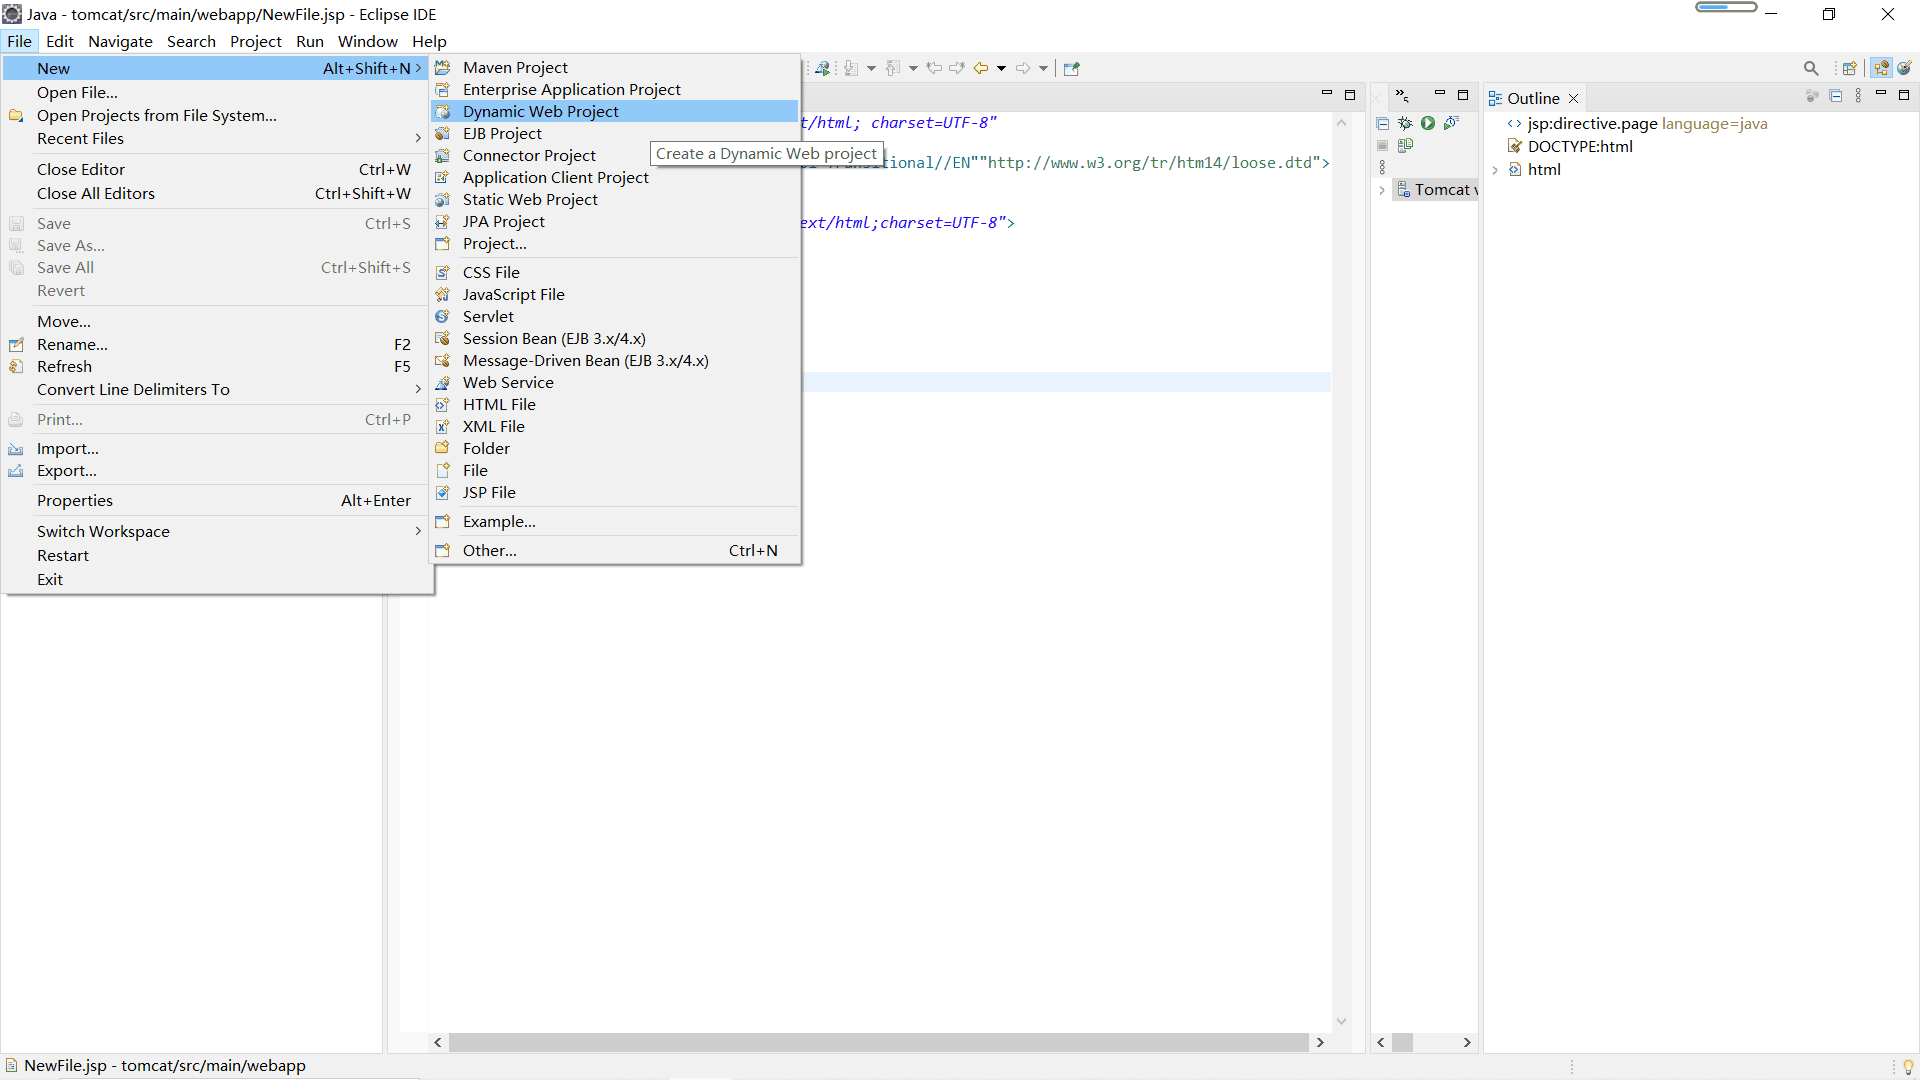 Java - tomcat/src/main/webapp/NewFile.jsp - Eclipse IDE
File Edit Navigate Search Project Run Window Help
New Alt+Shift+N
Open File...
Open Projects from File System...
Recent Files
Close Editor Ctrl+W
Close All Editors Ctrl+Shift+W
Save Ctrl+S
Save As...
Save All Ctrl+Shift+S
Revert
Move...
Rename... F2
Refresh F5
Convert Line Delimiters To
Print... Ctrl+P
Import...
Export...
Properties Alt+Enter
Switch Workspace
Restart
Exit
Maven Project
Enterprise Application Project
Dynamic Web Project
EJB Project
Connector Project
Application Client Project
Static Web Project
JPA Project
Project...
CSS File
JavaScript File
Servlet
Session Bean (EJB 3.x/4.x)
Message-Driven Bean (EJB 3.x/4.x)
Web Service
HTML File
XML File
Folder
File
JSP File
Example...
Other... Ctrl+N
Create a Dynamic Web project
t/html; charset=UTF-8"
itional//EN""http://www.w3.org/tr/htm14/loose.dtd">
ext/html;charset=UTF-8">
5
Tomcat v
Outline
jsp:directive.page language=java
DOCTYPE:html
html
NewFile.jsp - tomcat/src/main/webapp